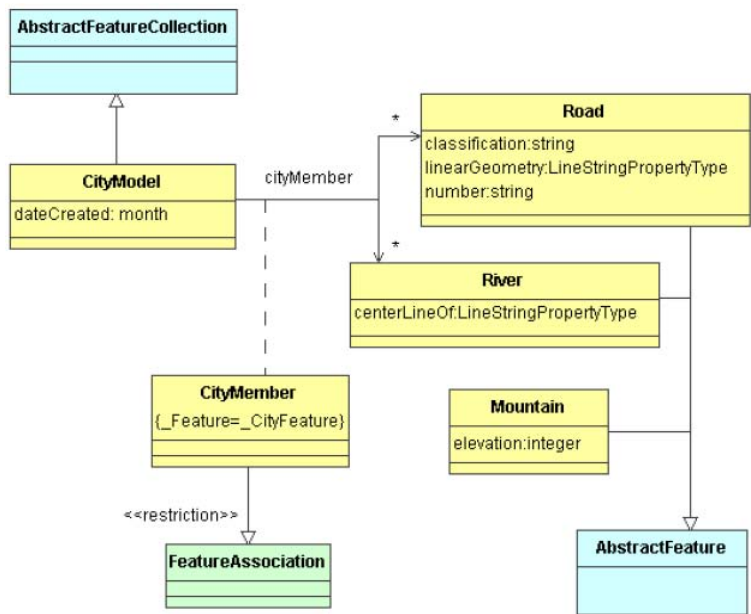 AbstractFeatureCollection
CityModel
dateCreated: month
cityMember
*
*
Road
classification:string
linearGeometry:LineStringPropertyType
number:string
River
centerLineOf:LineStringPropertyType
CityMember
{_Feature=_CityFeature}
Mountain
elevation:integer
<<restriction>>
FeatureAssociation
AbstractFeature